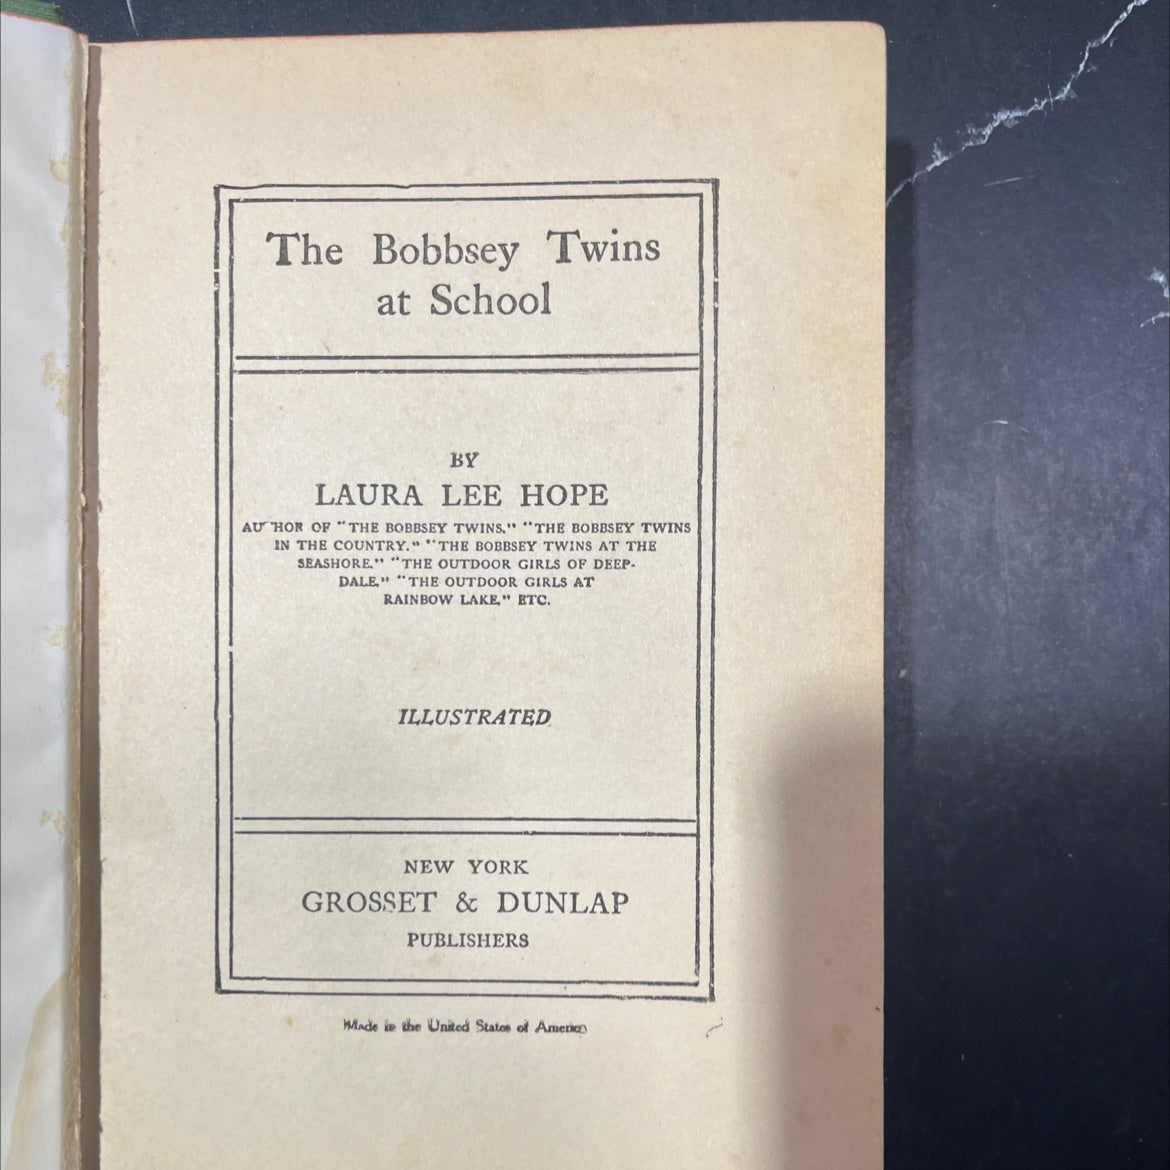 The Bobbsey Twins
at School
BY
LAURA LEE HOPE
AUTHOR OF "THE BOBBSEY TWINS." "THE BOBBSEY TWINS
IN THE COUNTRY." "THE BOBBSEY TWINS AT THE
SEASHORE." "THE OUTDOOR GIRLS OF DEEP-
DALE." "THE OUTDOOR GIRLS AT
RAINBOW LAKE." ETC.
ILLUSTRATED
NEW YORK
GROSSET & DUNLAP
PUBLISHERS
Made in the United States of America